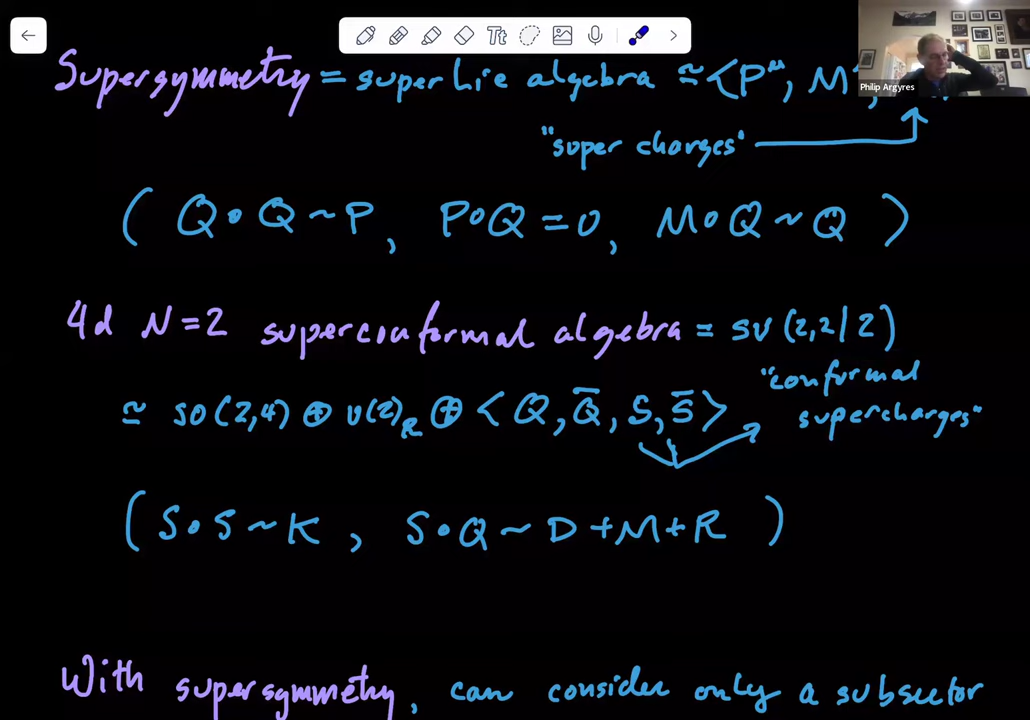 Tt
Philip Argyres
Supersymmetry = super Lie algebra ≃ <P^μ, M
"super charges"
( Q∘Q ~ P, P∘Q = 0, M∘Q ~ Q )
4d N=2 superconformal algebra = su(2,2|2)
"conformal
supercharges"
≃ so(2,4) ⊕ u(2)_R ⊕ <Q, Q̅, S, S̅>
( S∘S ~ K, S∘Q ~ D+M+R )
With supersymmetry, can consider only a subsector